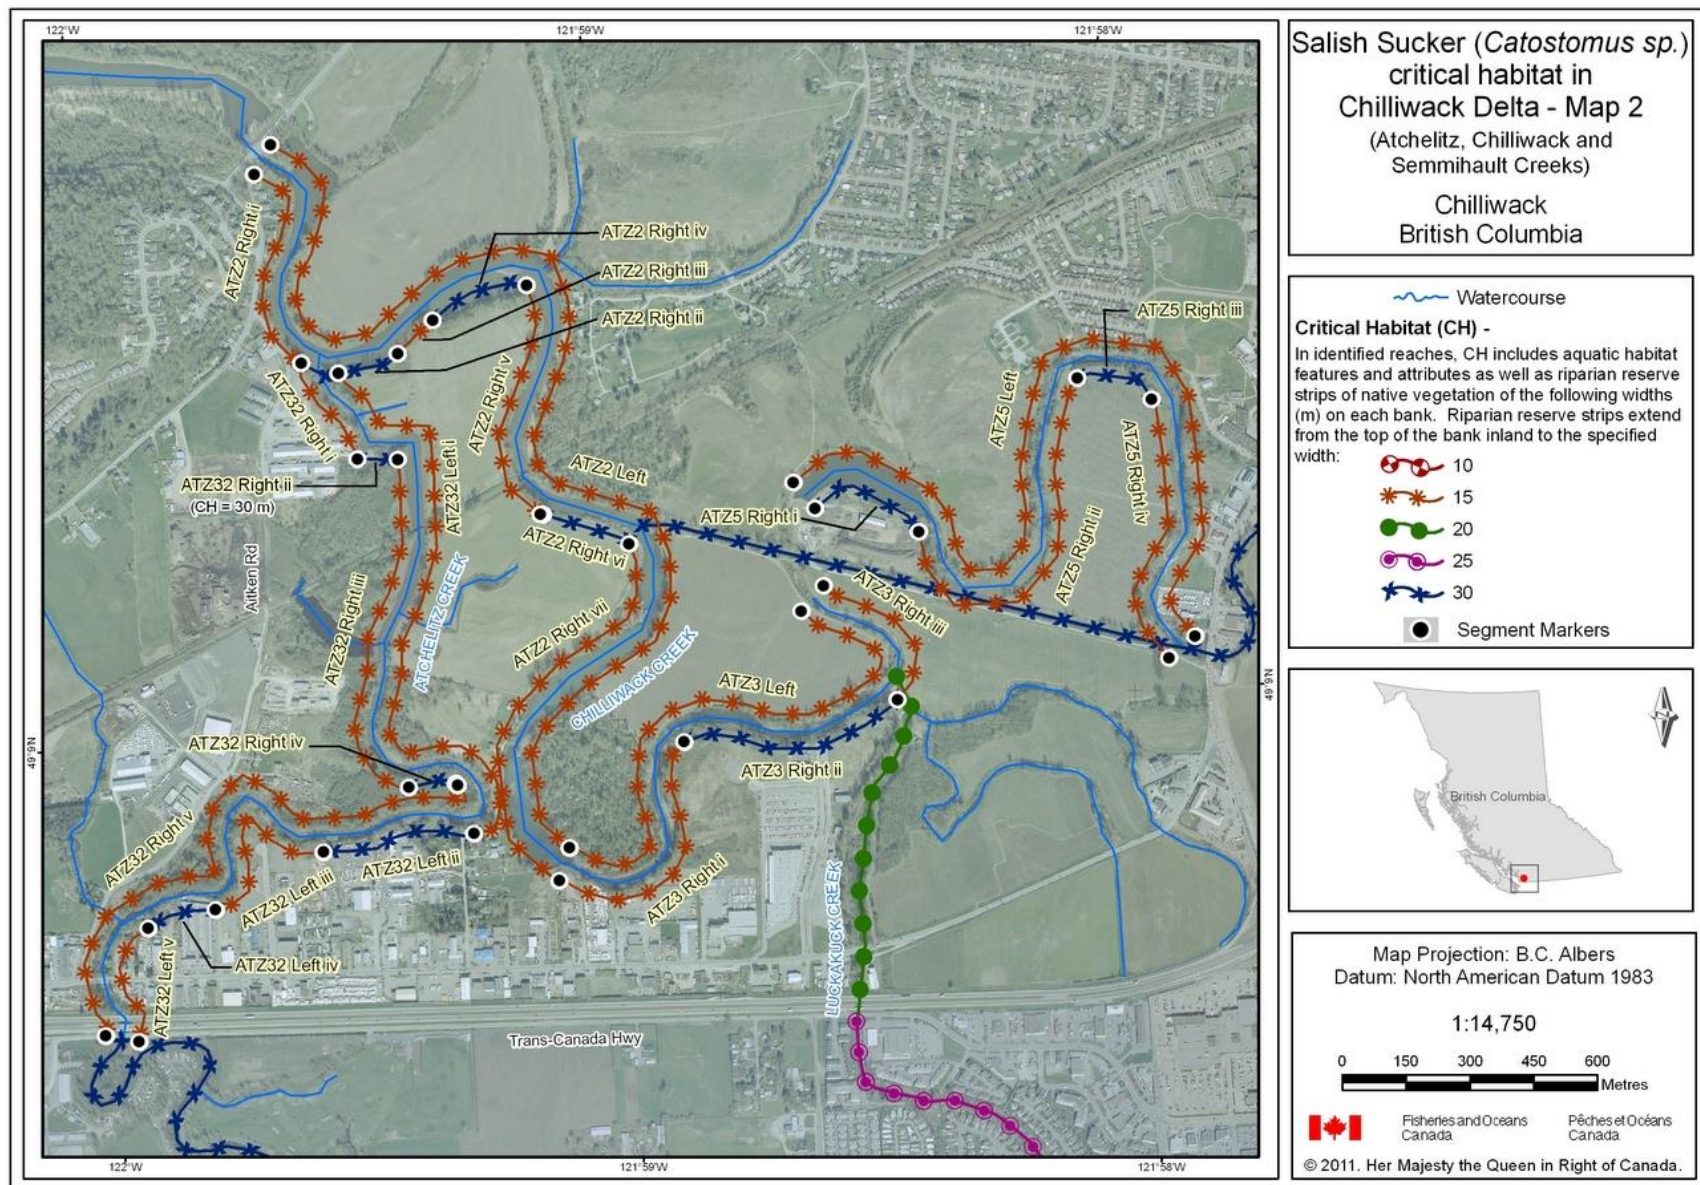 122°W
121°59'W
121°58'W
ATZ2 Right i
ATZ2 Right iv
ATZ2 Right iii
ATZ2 Right ii
ATZ5 Right iii
ATZ2 Right v
ATZ5 Left
ATZ32 Right i
ATZ32 Left i
ATZ2 Left
ATZ5 Right iv
ATZ32 Right ii
(CH = 30 m)
ATZ5 Right i
ATZ5 Right ii
ATZ2 Right vi
Aitken Rd
ATZ3 Right iii
ATZ32 Right iiii
ATCHELITZ CREEK
ATZ2 Right vii
CHILLIWACK CREEK
ATZ3 Left
49°9'N
49°9'N
ATZ32 Right iv
ATZ3 Right ii
ATZ32 Right v
ATZ32 Left ii
ATZ32 Left iii
ATZ3 Right i
LUCKAKUCK CREEK
ATZ32 Left v
ATZ32 Left iv
Trans-Canada Hwy
122°W
121°59'W
121°58'W
Salish Sucker (Catostomus sp.)
critical habitat in
Chilliwack Delta - Map 2
(Atchelitz, Chilliwack and
Semmihault Creeks)
Chilliwack
British Columbia
Watercourse
Critical Habitat (CH) -
In identified reaches, CH includes aquatic habitat
features and attributes as well as riparian reserve
strips of native vegetation of the following widths
(m) on each bank. Riparian reserve strips extend
from the top of the bank inland to the specified
width:
10
15
20
25
30
Segment Markers
British Columbia
Map Projection: B.C. Albers
Datum: North American Datum 1983
1:14,750
0 150 300 450 600
Metres
Fisheries and Oceans Pêches et Océans
Canada Canada
© 2011. Her Majesty the Queen in Right of Canada.